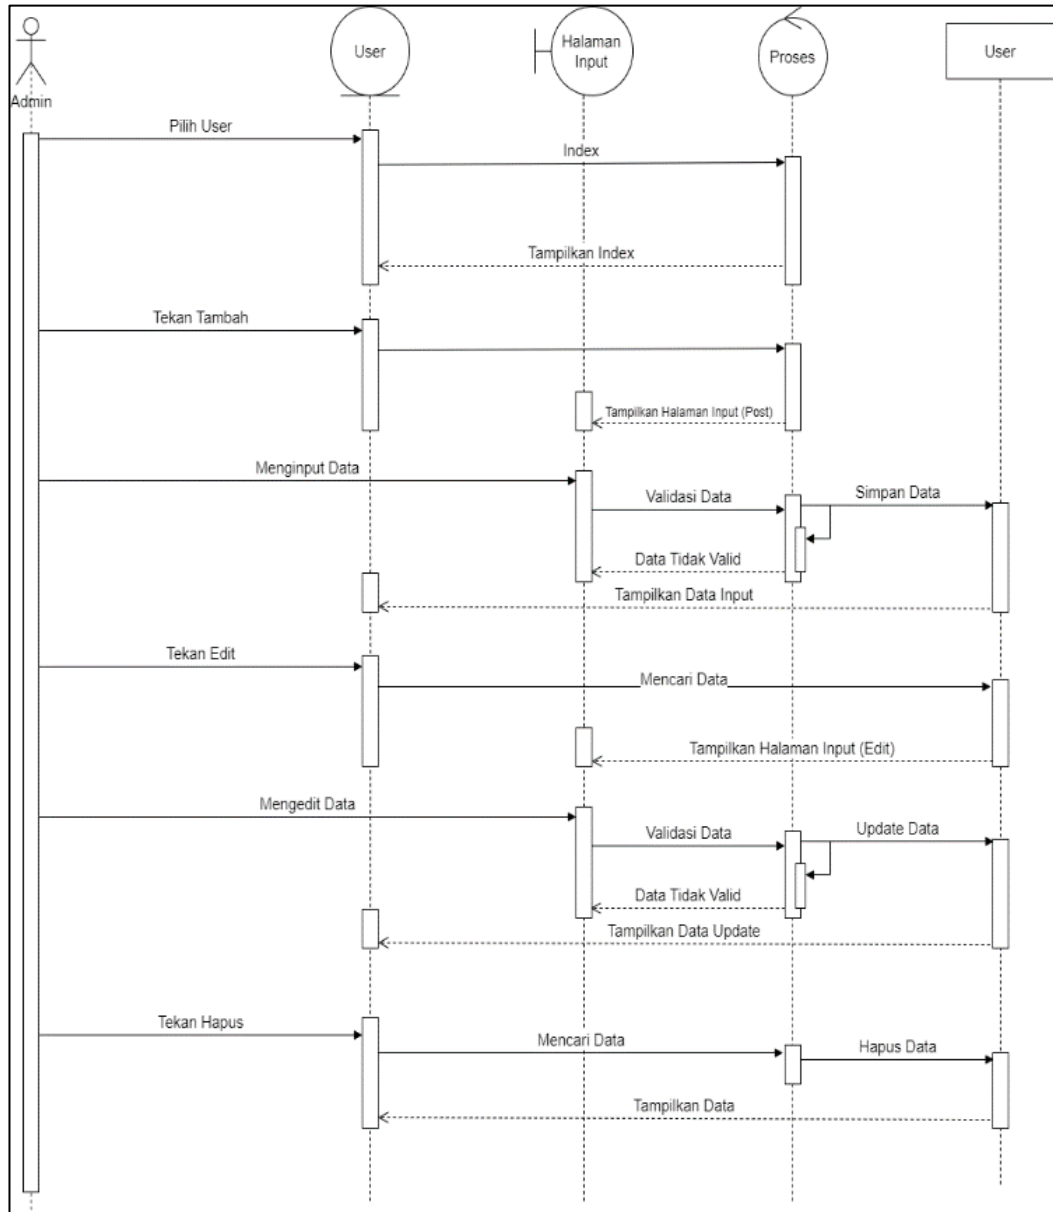 User
Halaman
Input
Proses
User
Admin
Pilih User
Index
Tampilkan Index
Tekan Tambah
Tampilkan Halaman Input (Post)
Menginput Data
Validasi Data
Simpan Data
Data Tidak Valid
Tampilkan Data Input
Tekan Edit
Mencari Data
Tampilkan Halaman Input (Edit)
Mengedit Data
Validasi Data
Update Data
Data Tidak Valid
Tampilkan Data Update
Tekan Hapus
Mencari Data
Hapus Data
Tampilkan Data